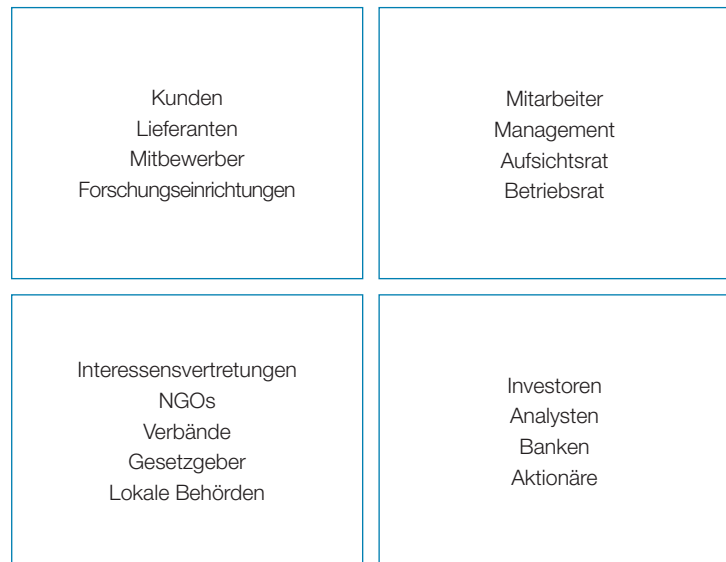 Kunden
Lieferanten
Mitbewerber
Forschungseinrichtungen
Mitarbeiter
Management
Aufsichtsrat
Betriebsrat
Interessensvertretungen
NGOs
Verbände
Gesetzgeber
Lokale Behörden
Investoren
Analysten
Banken
Aktionäre